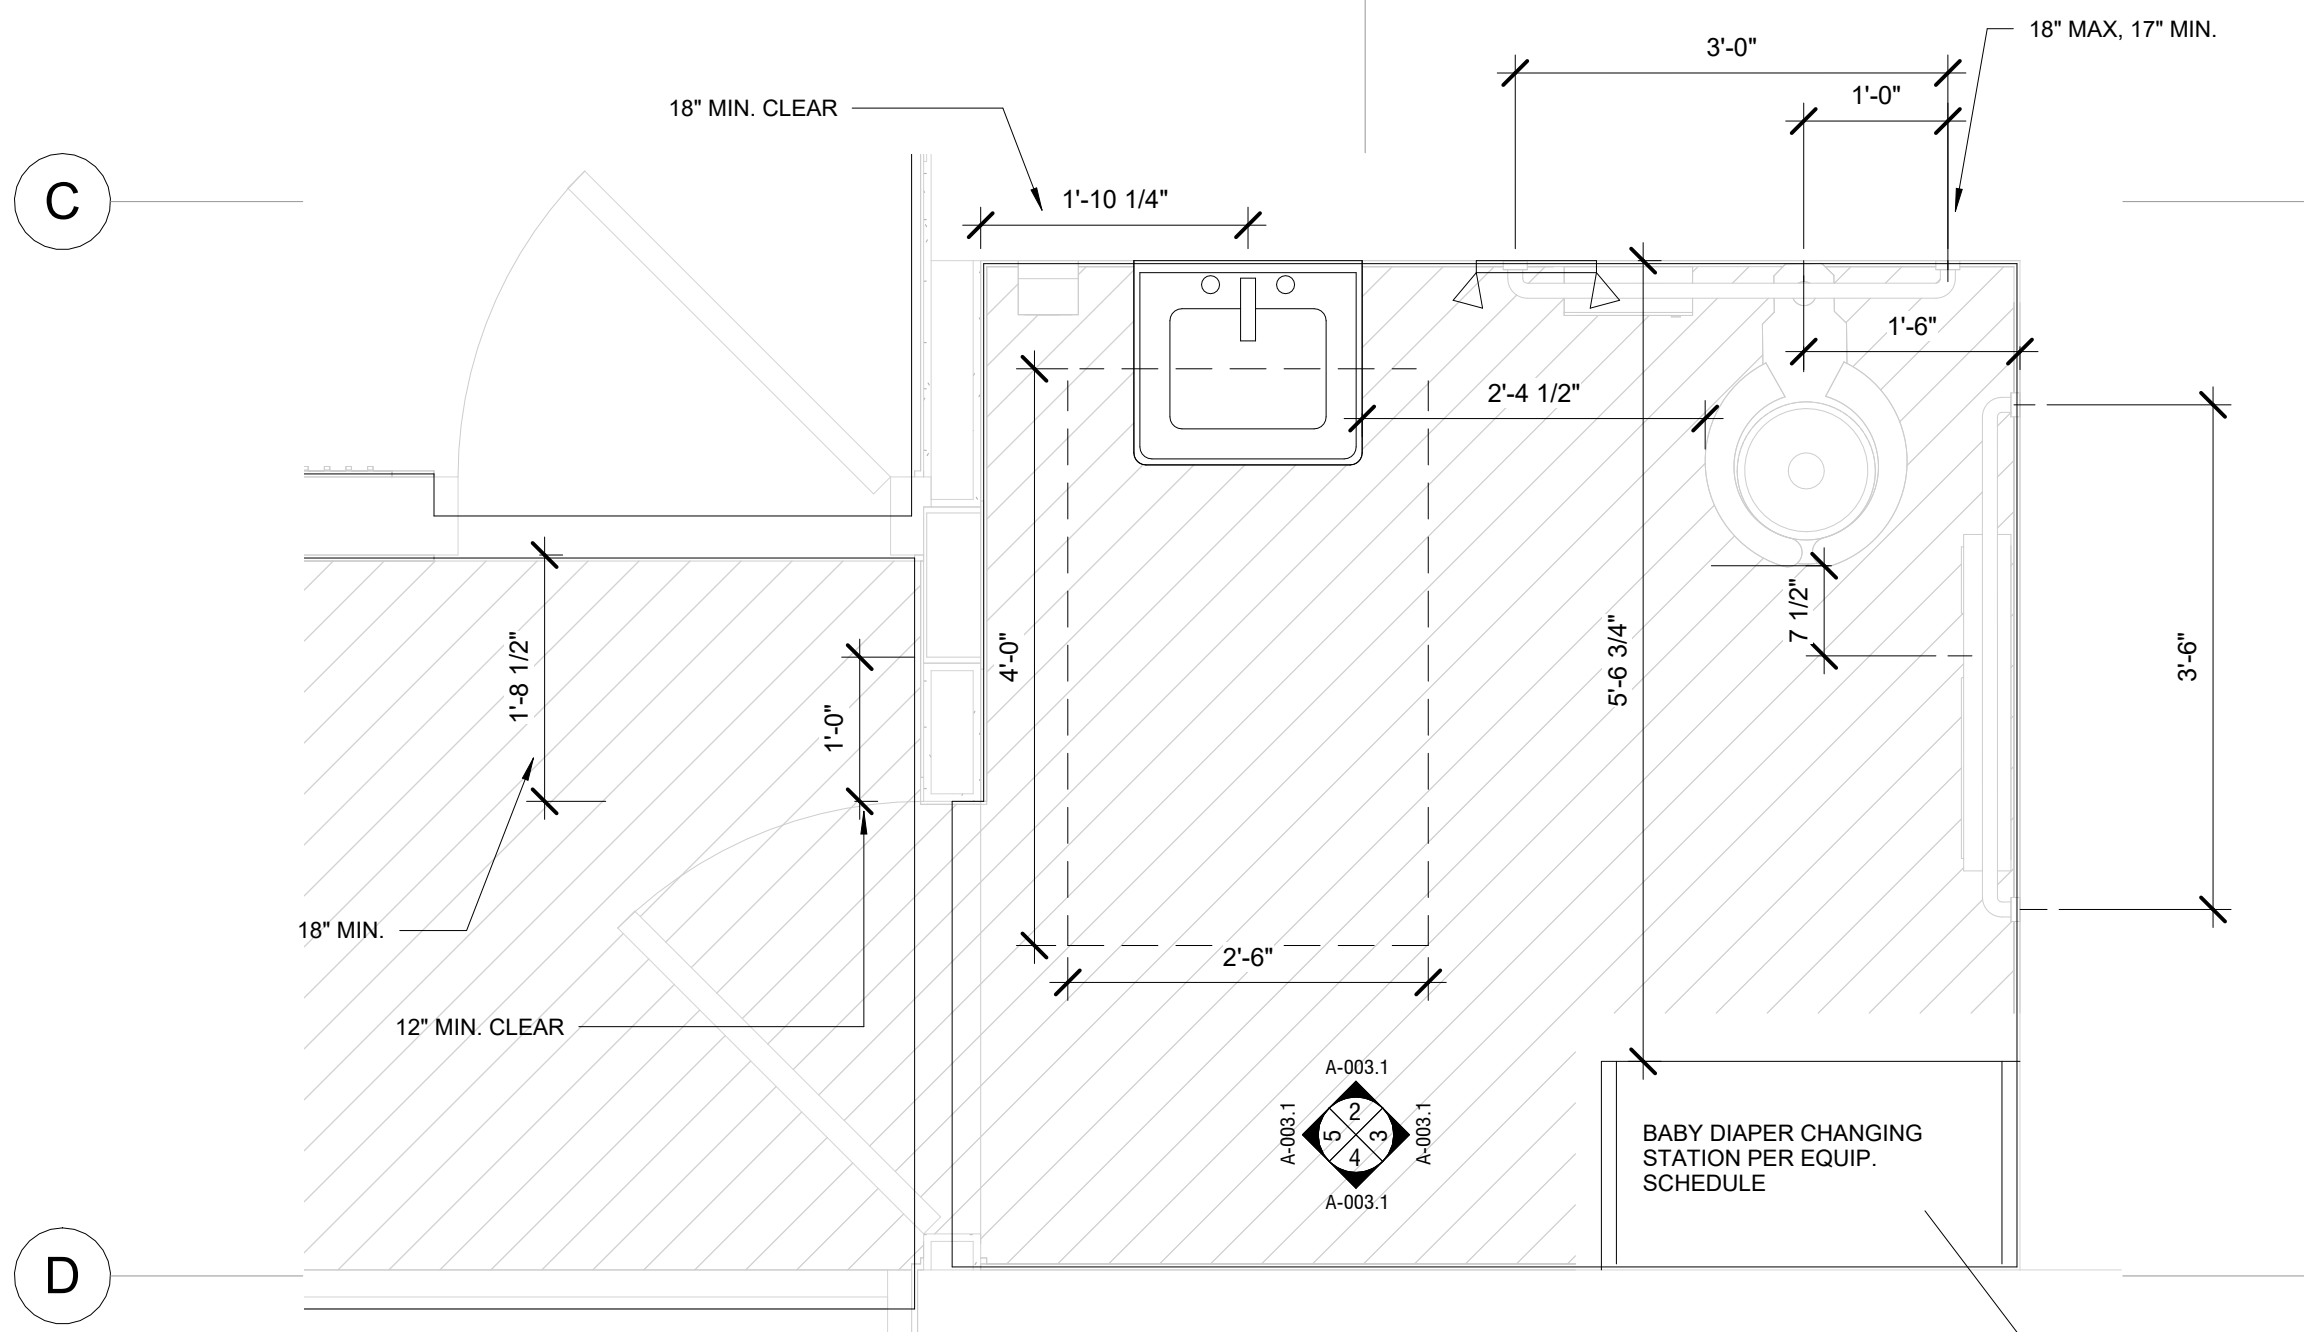 18" MAX, 17" MIN.
3'-0"
1'-0"
18" MIN. CLEAR
C
1'-10 1/4"
1'-6"
2'-4 1/2"
7 1/2"
1'-8 1/2"
4'-0"
5'-6 3/4"
3'-6"
1'-0"
18" MIN.
2'-6"
12" MIN. CLEAR
A-003.1
2
A-003.1
5
3
A-003.1
4
A-003.1
BABY DIAPER CHANGING
STATION PER EQUIP.
SCHEDULE
D